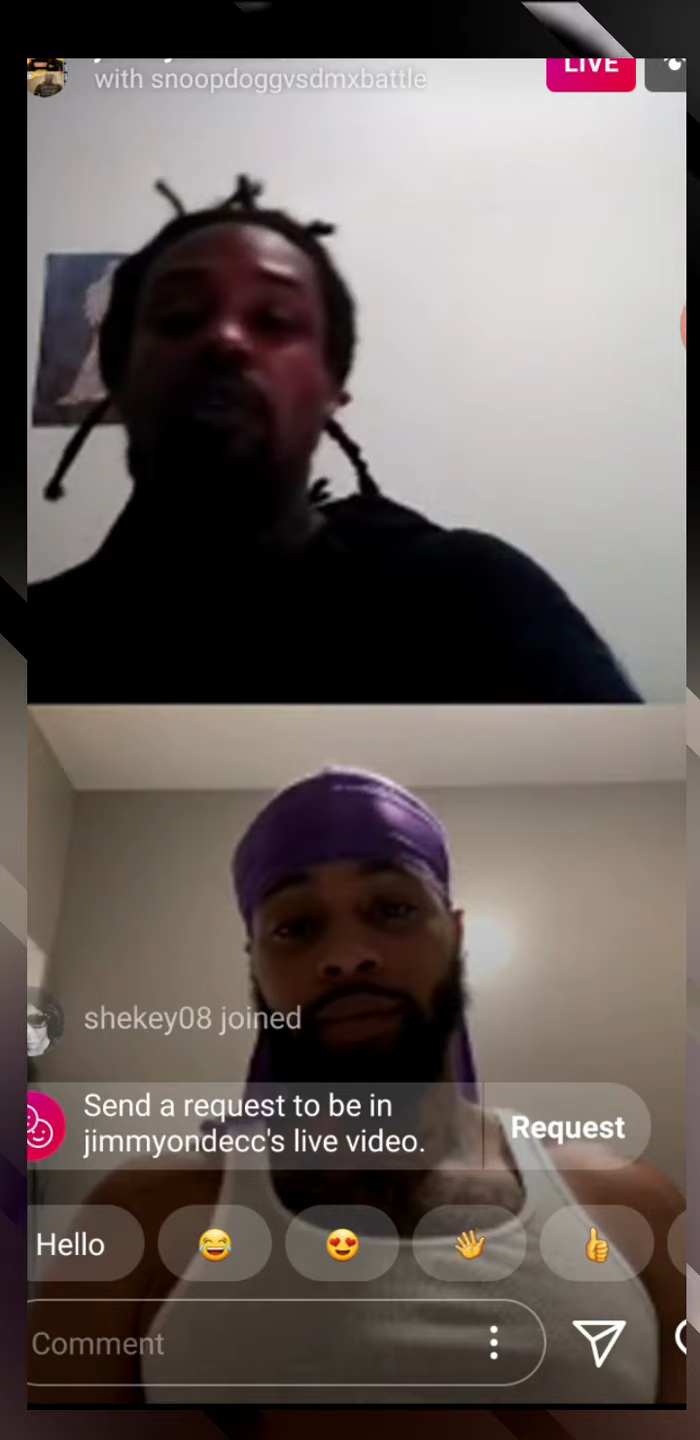 with snoopdoggvsdmxbattle
LIVE
shekey08 joined
Send a request to be in
jimmyondecc's live video.
Request
Hello
Comment